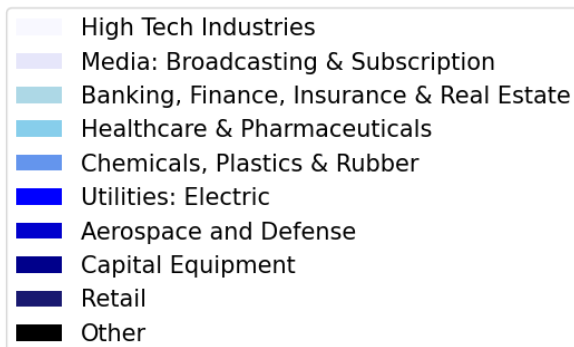 High Tech Industries
Media: Broadcasting & Subscription
Banking, Finance, Insurance & Real Estate
Healthcare & Pharmaceuticals
Chemicals, Plastics & Rubber
Utilities: Electric
Aerospace and Defense
Capital Equipment
Retail
Other